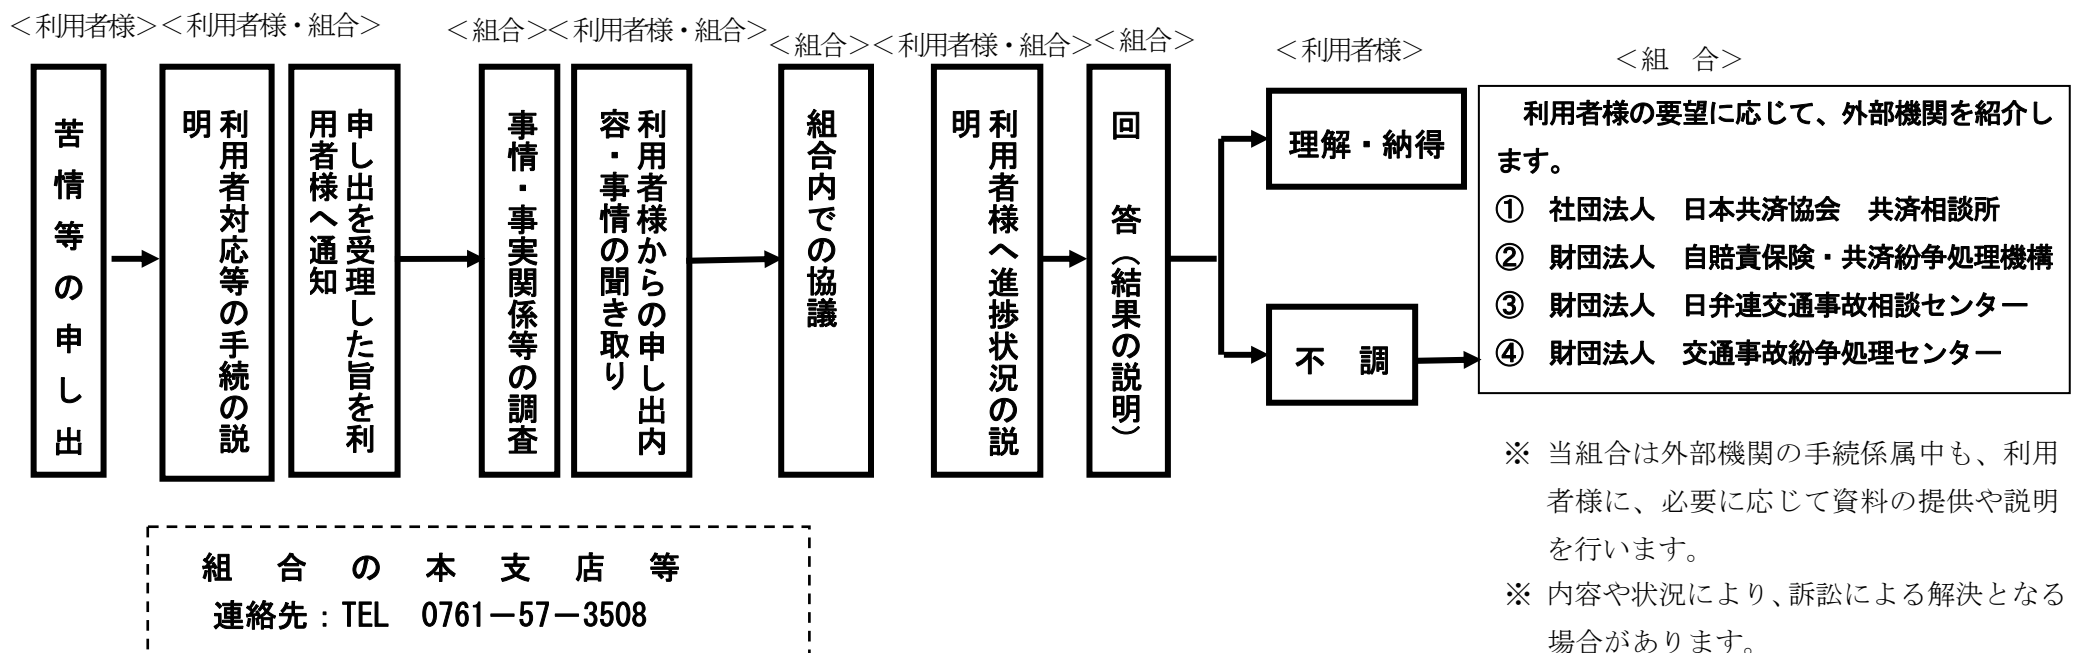 ＜利用者様＞
＜利用者様・組合＞
＜組合＞
＜利用者様・組合＞
＜組合＞
＜利用者様・組合＞
＜組合＞
＜利用者様＞
＜組　合＞
苦情等の申し出
利用者対応等の手続の説
明
申し出を受理した旨を利
用者様へ通知
事情・事実関係等の調査
利用者様からの申し出内
容・事情の聞き取り
組合内での協議
利用者様へ進捗状況の説
明
回　答（結果の説明）
理解・納得
不　調
利用者様の要望に応じて、外部機関を紹介し
ます。
①　社団法人　日本共済協会　共済相談所
②　財団法人　自賠責保険・共済紛争処理機構
③　財団法人　日弁連交通事故相談センター
④　財団法人　交通事故紛争処理センター
※ 当組合は外部機関の手続係属中も、利用
者様に、必要に応じて資料の提供や説明
を行います。
※ 内容や状況により、訴訟による解決となる
場合があります。
組　合　の　本　支　店　等
連絡先：TEL　0761－57－3508